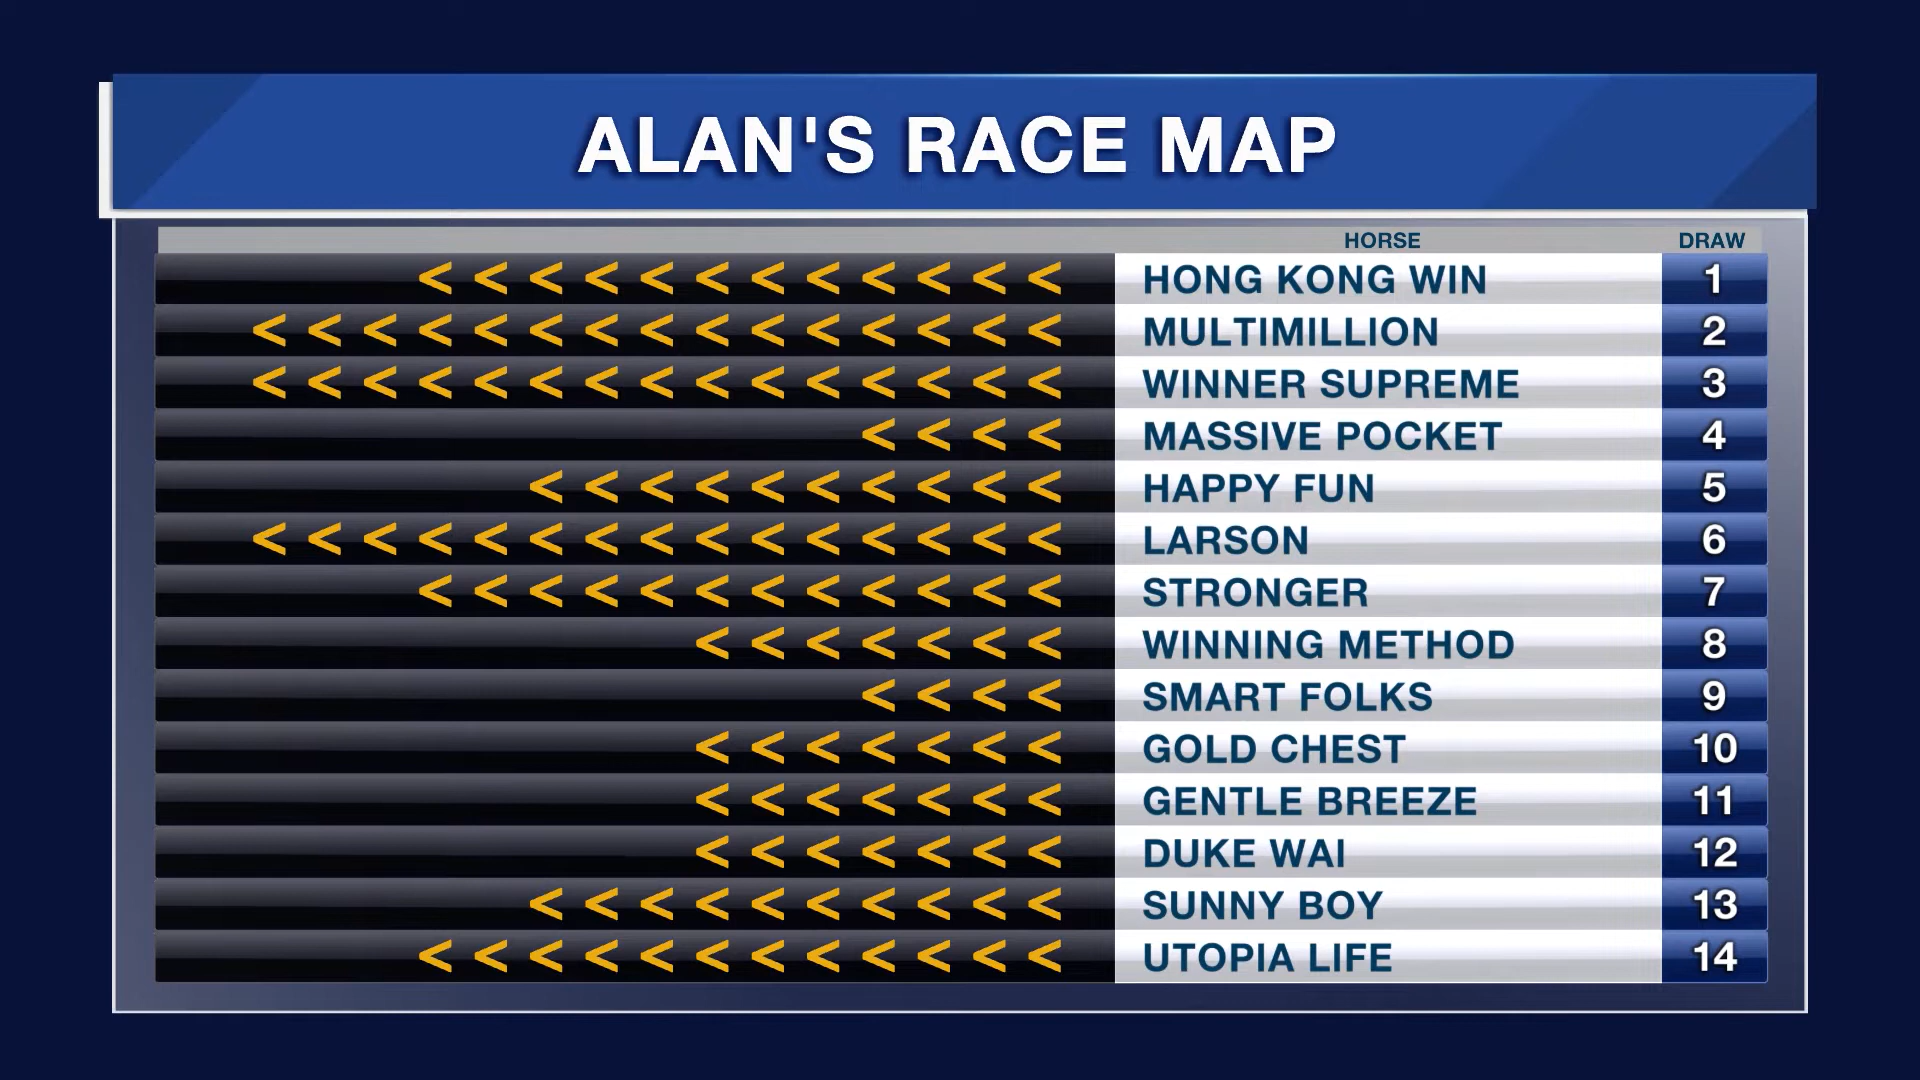 ALAN'S RACE MAP
HORSE DRAW
< < < < < < < < < < < < HONG KONG WIN 1
< < < < < < < < < < < < < < < MULTIMILLION 2
< < < < < < < < < < < < < < < WINNER SUPREME 3
< < < < MASSIVE POCKET 4
< < < < < < < < < < HAPPY FUN 5
< < < < < < < < < < < < < < < LARSON 6
< < < < < < < < < < < < STRONGER 7
< < < < < < < WINNING METHOD 8
< < < < SMART FOLKS 9
< < < < < < < GOLD CHEST 10
< < < < < < < GENTLE BREEZE 11
< < < < < < < DUKE WAI 12
< < < < < < < < < < SUNNY BOY 13
< < < < < < < < < < < < UTOPIA LIFE 14